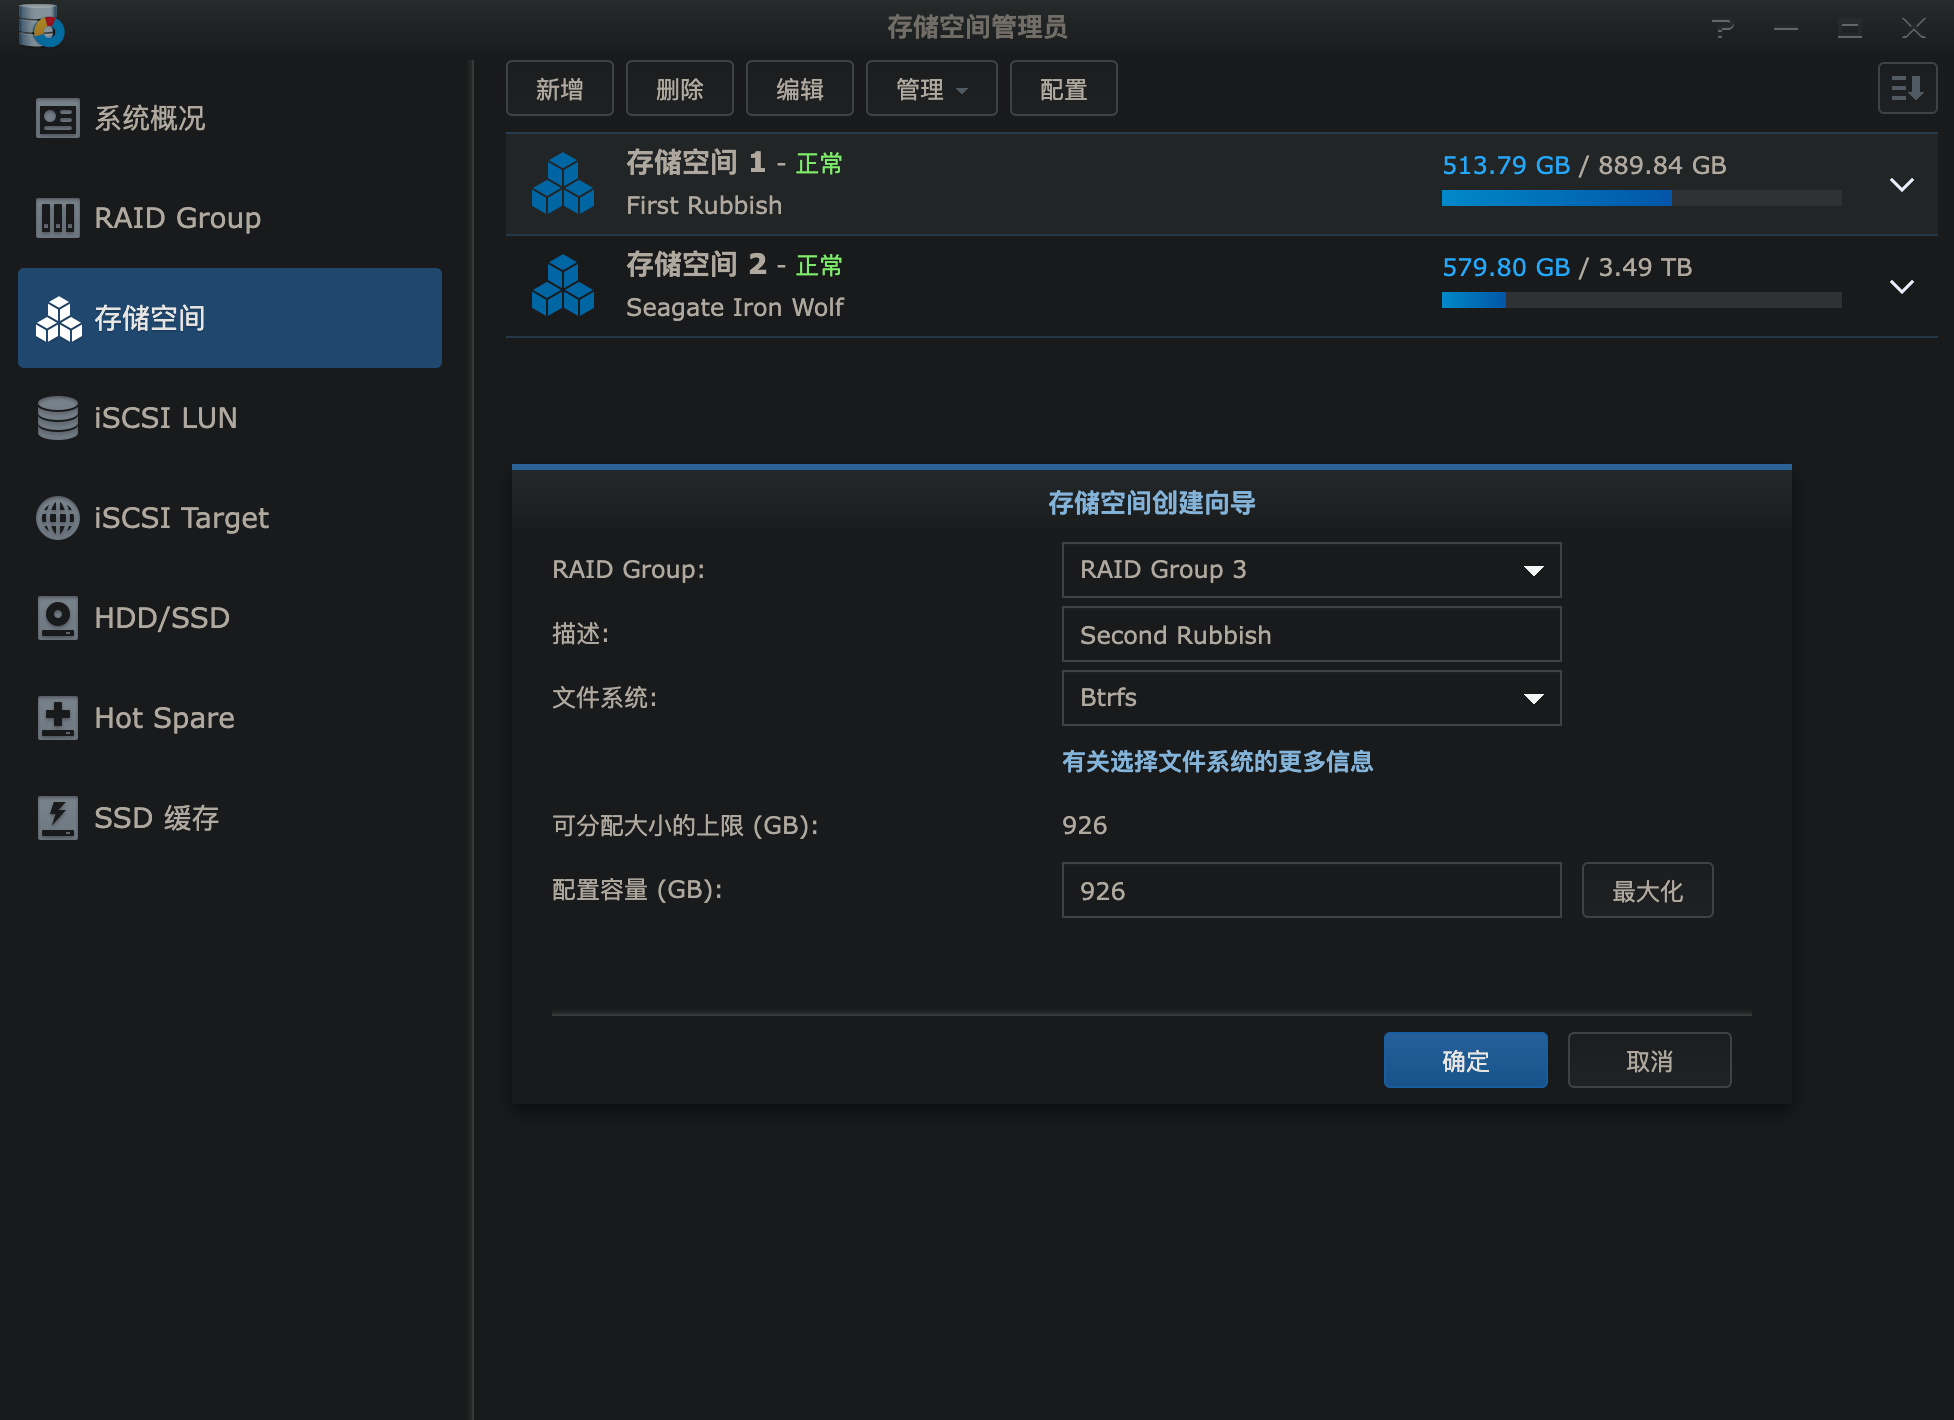 存储空间管理员
系统概况
RAID Group
存储空间
iSCSI LUN
iSCSI Target
HDD/SSD
Hot Spare
SSD 缓存
新增
删除
编辑
管理
配置
存储空间 1 - 正常
First Rubbish
513.79 GB / 889.84 GB
存储空间 2 - 正常
Seagate Iron Wolf
579.80 GB / 3.49 TB
存储空间创建向导
RAID Group:
RAID Group 3
描述:
Second Rubbish
文件系统:
Btrfs
有关选择文件系统的更多信息
可分配大小的上限 (GB):
926
配置容量 (GB):
926
最大化
确定
取消